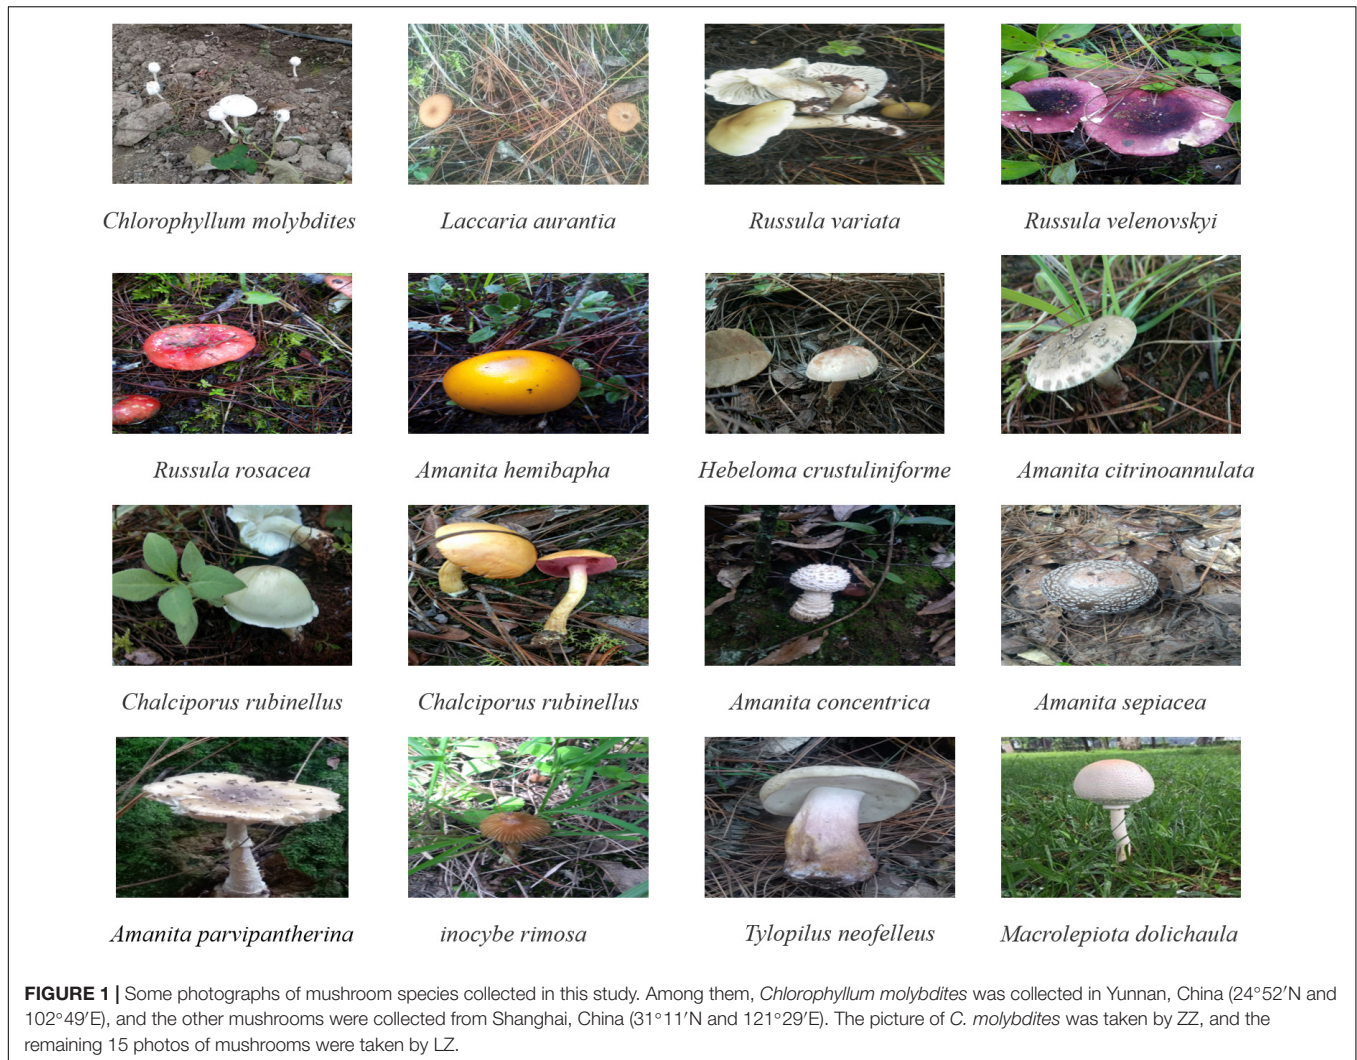 Chlorophyllum molybdites
Laccaria aurantia
Russula variata
Russula velenovskyi
Russula rosacea
Amanita hemibapha
Hebeloma crustuliniforme
Amanita citrinoannulata
Chalciporus rubinellus
Chalciporus rubinellus
Amanita concentrica
Amanita sepiacea
Amanita parvipantherina
inocybe rimosa
Tylopilus neofelleus
Macrolepiota dolichaula
FIGURE 1 | Some photographs of mushroom species collected in this study. Among them, Chlorophyllum molybdites was collected in Yunnan, China (24°52′N and
102°49′E), and the other mushrooms were collected from Shanghai, China (31°11′N and 121°29′E). The picture of C. molybdites was taken by ZZ, and the
remaining 15 photos of mushrooms were taken by LZ.